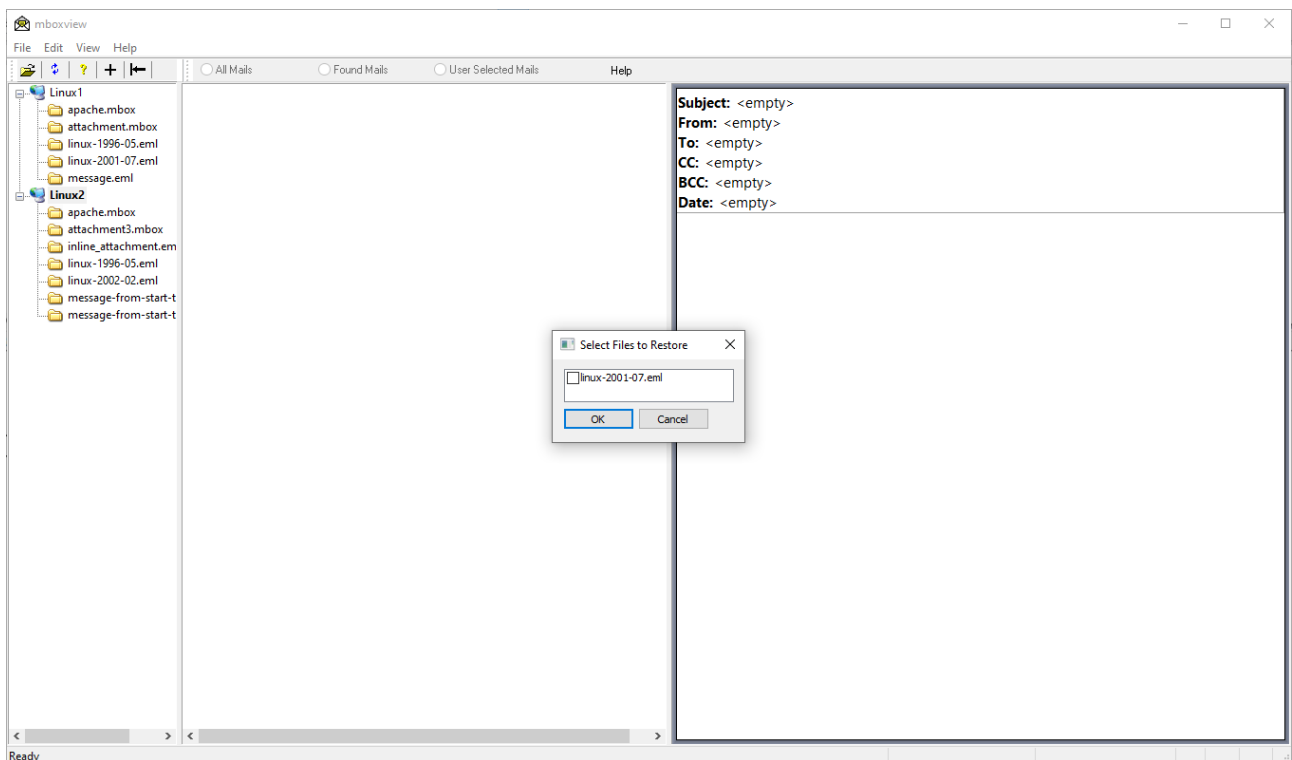 mboxview
File Edit View Help
? All Mails Found Mails User Selected Mails Help
Linux1
apache.mbox
attachment.mbox
linux-1996-05.eml
linux-2001-07.eml
message.eml
Linux2
apache.mbox
attachment3.mbox
inline_attachment.em
linux-1996-05.eml
linux-2002-02.eml
message-from-start-t
message-from-start-t
Subject: <empty>
From: <empty>
To: <empty>
CC: <empty>
BCC: <empty>
Date: <empty>
Select Files to Restore
linux-2001-07.eml
OK Cancel
Ready